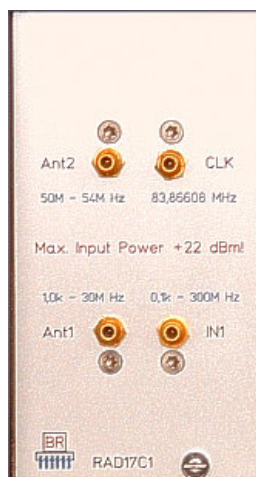 Ant2 CLK
50M - 54M Hz 83,86608 MHz
Max. Input Power +22 dBm!
1,0k - 30M Hz 0,1k - 300M Hz
Ant1 IN1
BR
RAD17C1